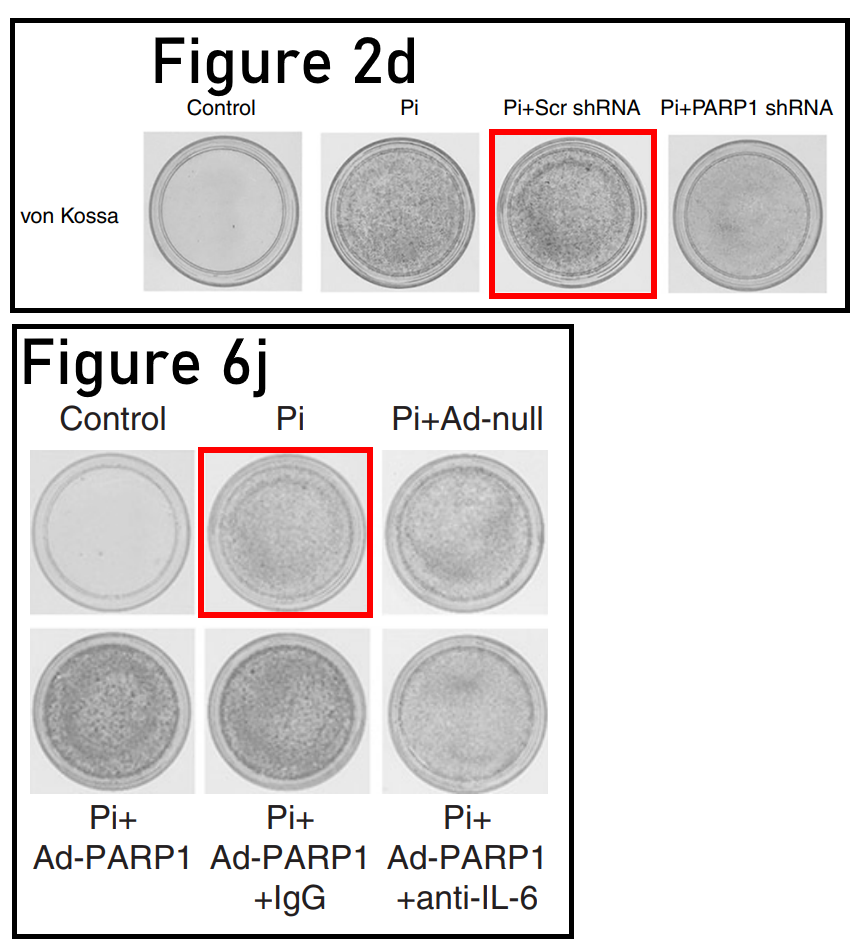 Figure 2d
Control Pi Pi+Scr shRNA Pi+PARP1 shRNA
von Kossa
Figure 6j
Control Pi Pi+Ad-null
Pi+ Pi+ Pi+
Ad-PARP1 Ad-PARP1 Ad-PARP1
+IgG +anti-IL-6